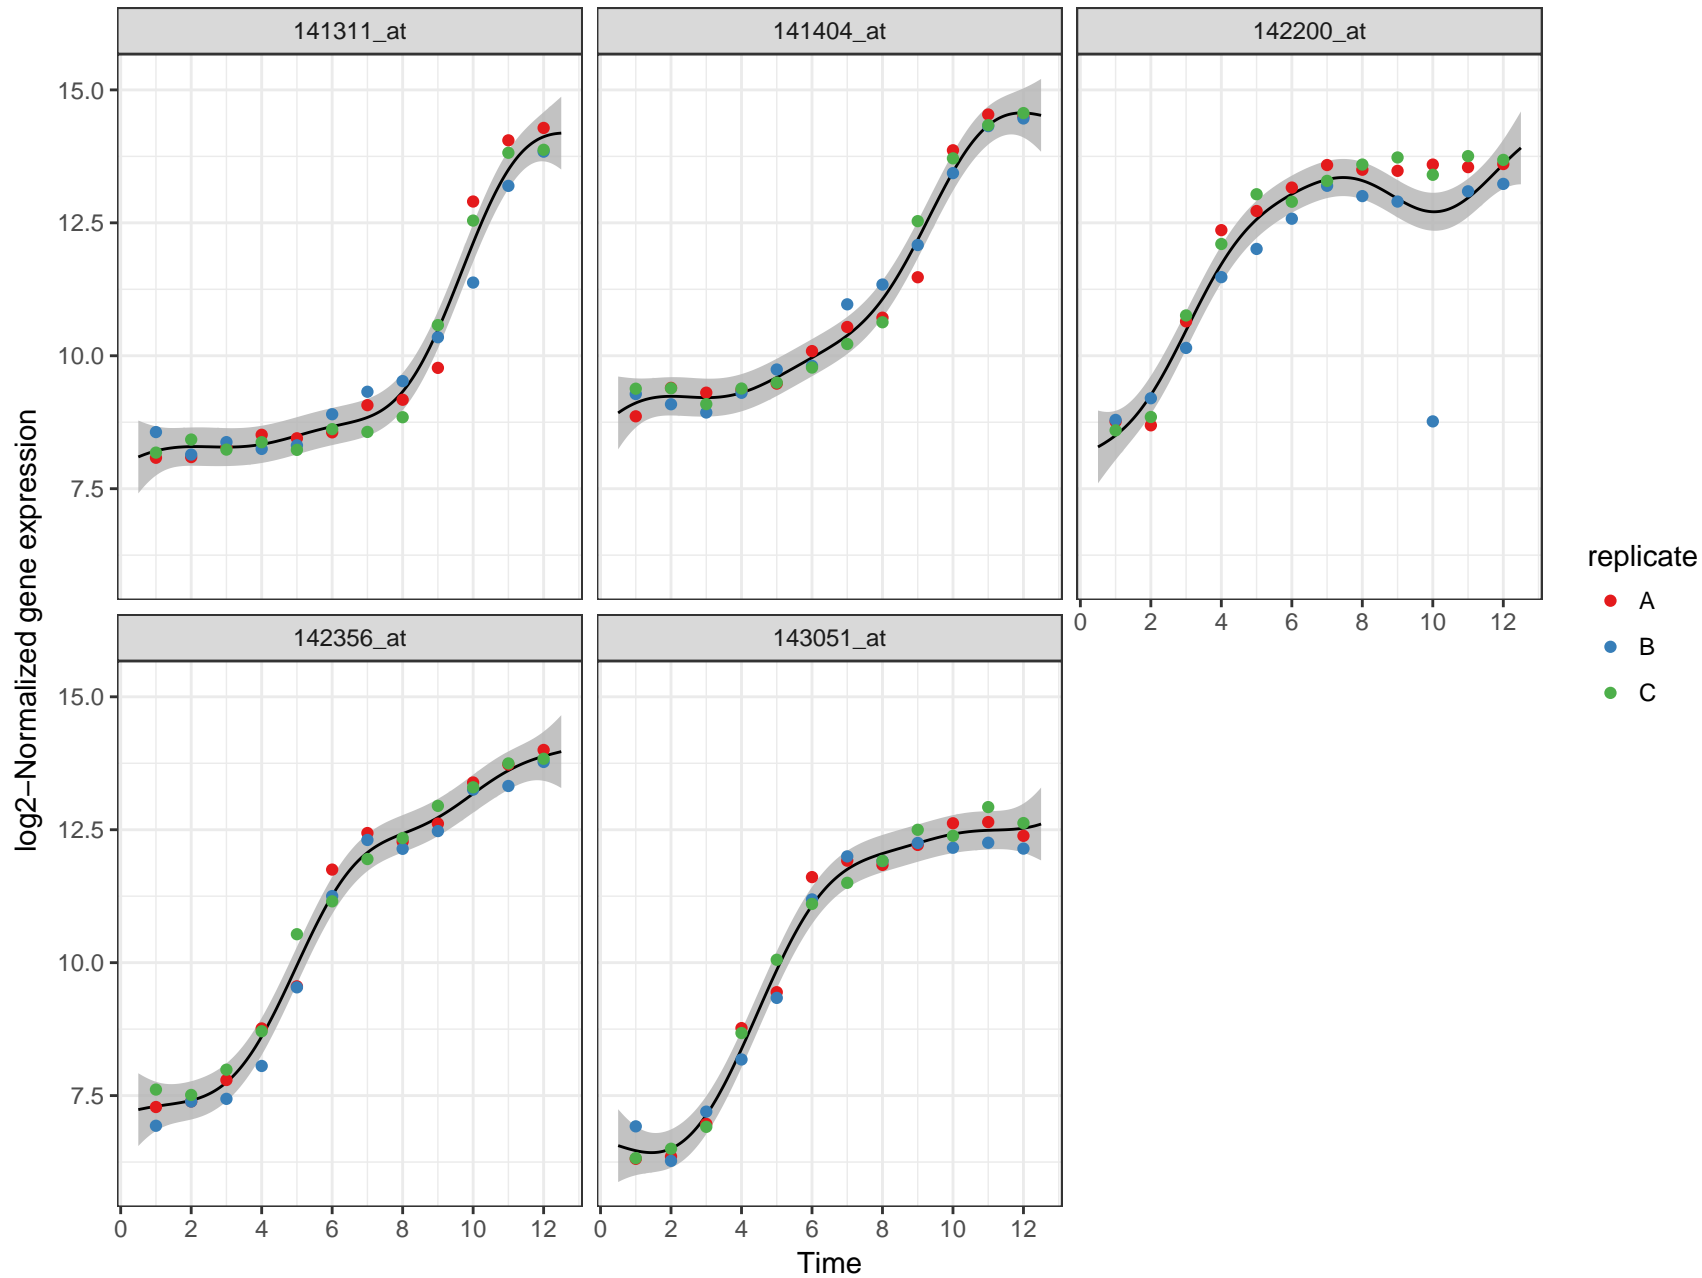 141311_at 141404_at 142200_at
15.0
12.5
10.0
7.5
0 2 4 6 8 10 12
142356_at 143051_at
15.0
12.5
10.0
7.5
0 2 4 6 8 10 12 0 2 4 6 8 10 12
Time
log2−Normalized gene expression
replicate
A
B
C